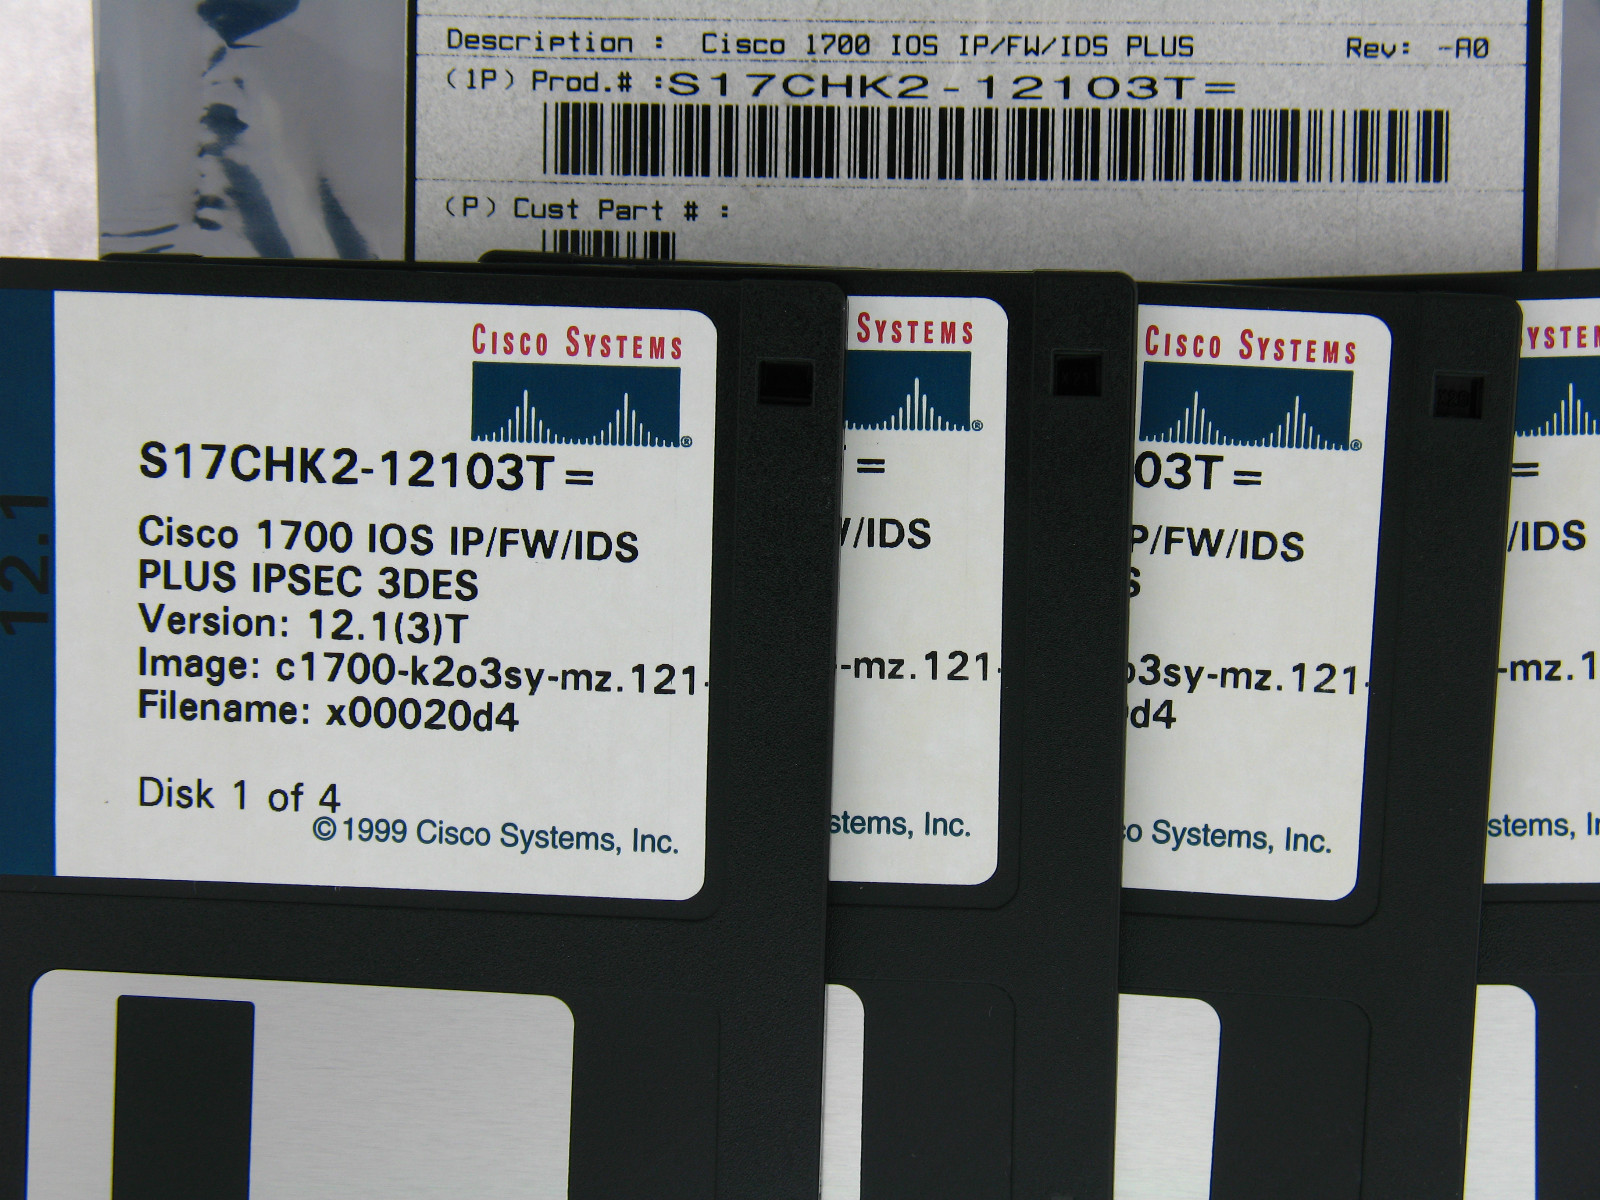 Description : Cisco 1700 IOS IP/FW/IDS PLUS Rev: -A0
(1P) Prod.# :S17CHK2-12103T=
(P) Cust Part # :
12.1
CISCO SYSTEMS
S17CHK2-12103T=
Cisco 1700 IOS IP/FW/IDS
PLUS IPSEC 3DES
Version: 12.1(3)T
Image: c1700-k2o3sy-mz.121-
Filename: x00020d4
Disk 1 of 4
©1999 Cisco Systems, Inc.
SYSTEMS
=
/IDS
-mz.121-
stems, Inc.
CISCO SYSTEMS
03T=
P/FW/IDS
S
o3sy-mz.121-
d4
co Systems, Inc.
YSTEM
=
/IDS
-mz.1
stems, In